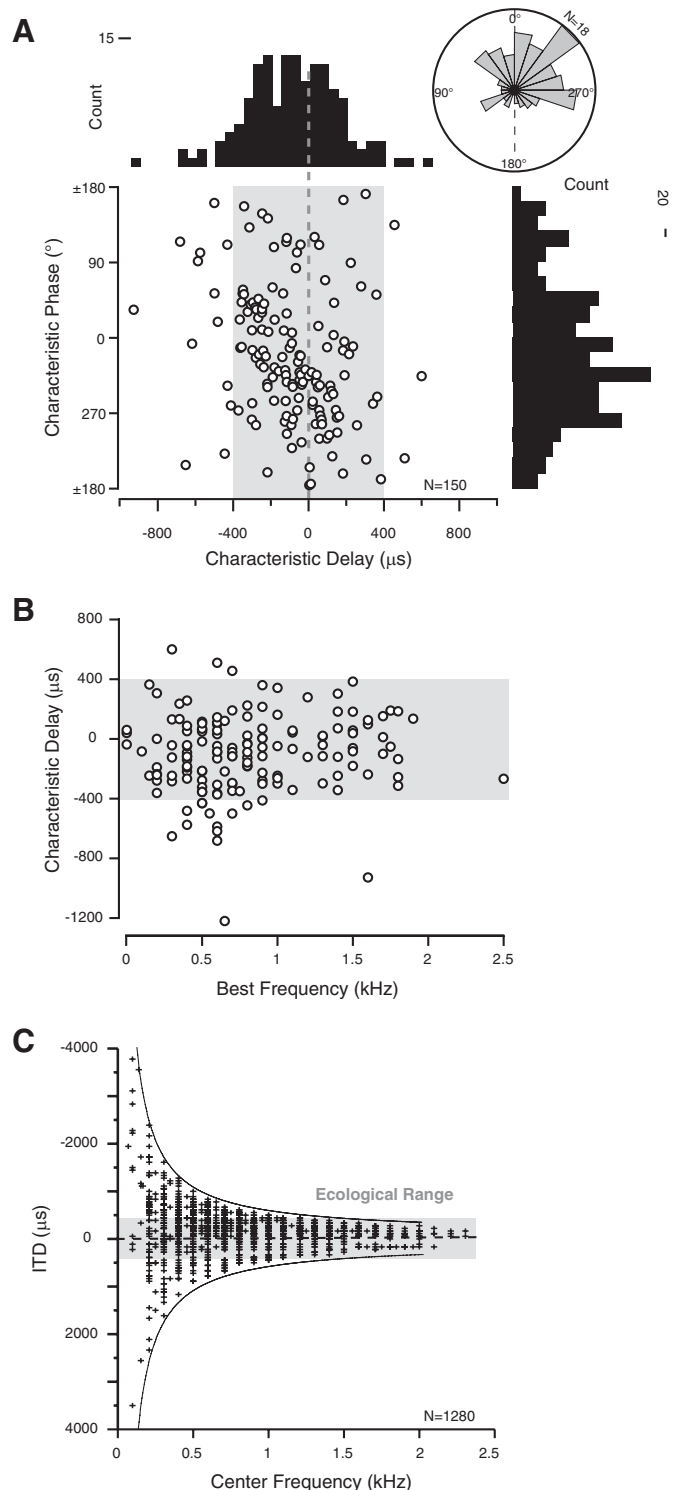 A
15
Count
0°
N=18
90°
270°
180°
Count
20
Characteristic Phase (°)
±180
90
0
270
±180
N=150
-800
-400
0
400
800
Characteristic Delay (µs)
B
Characteristic Delay (µs)
800
400
0
-400
-800
-1200
0
0.5
1
1.5
2
2.5
Best Frequency (kHz)
C
ITD (µs)
-4000
-2000
0
2000
4000
Ecological Range
N=1280
0
0.5
1
1.5
2
2.5
Center Frequency (kHz)